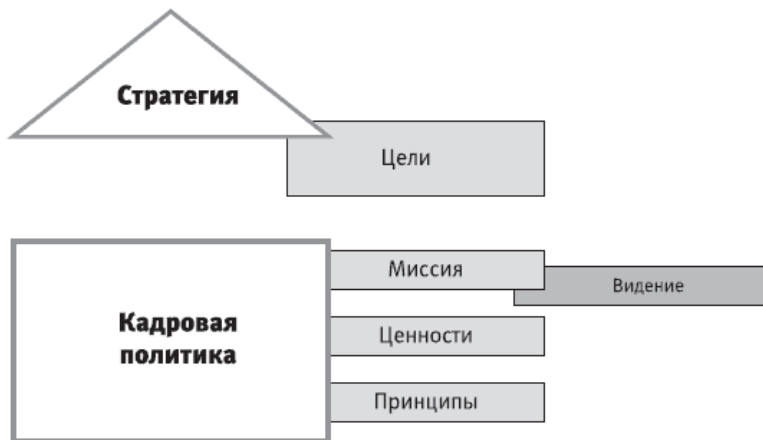 Стратегия
Цели
Миссия
Видение
Кадровая
политика
Ценности
Принципы